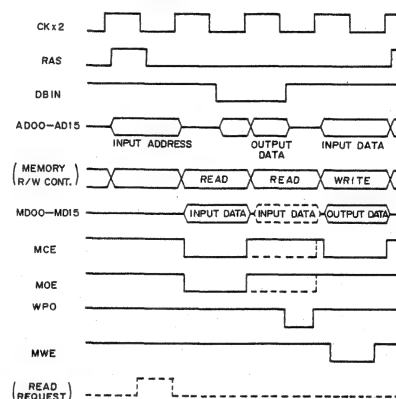 CKx2
RAS
DBIN
AD00—AD15
INPUT ADDRESS
OUTPUT DATA
INPUT DATA
(MEMORY R/W CONT.)
READ
READ
WRITE
MD00—MD15
INPUT DATA
INPUT DATA
OUTPUT DATA
MCE
MOE
WPO
MWE
(READ REQUEST)